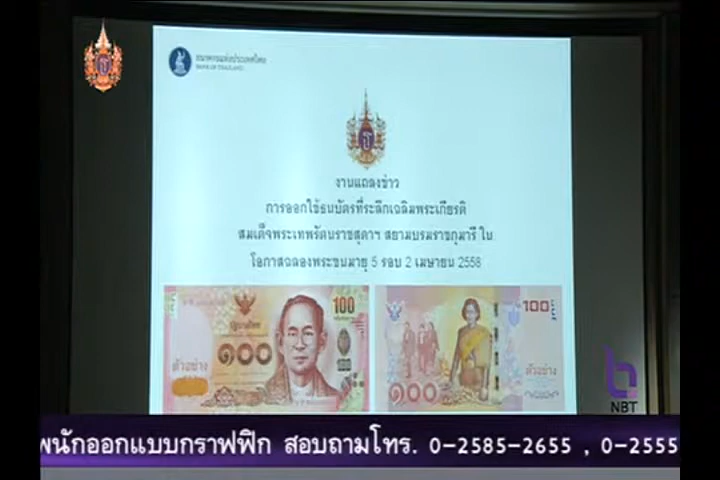 ธนาคารแห่งประเทศไทย
BANK OF THAILAND
งานแถลงข่าว
การออกใช้ธนบัตรที่ระลึกเฉลิมพระเกียรติ
สมเด็จพระเทพรัตนราชสุดาฯ สยามบรมราชกุมารี ใน
โอกาสฉลองพระชนมายุ 5 รอบ 2 เมษายน 2558
100
รัฐบาลไทย
๑๐๐
ตัวอย่าง
100
ตัวอย่าง
๑๐๐
NBT
พนักออกแบบกราฟฟิก สอบถามโทร. 0-2585-2655 , 0-2555